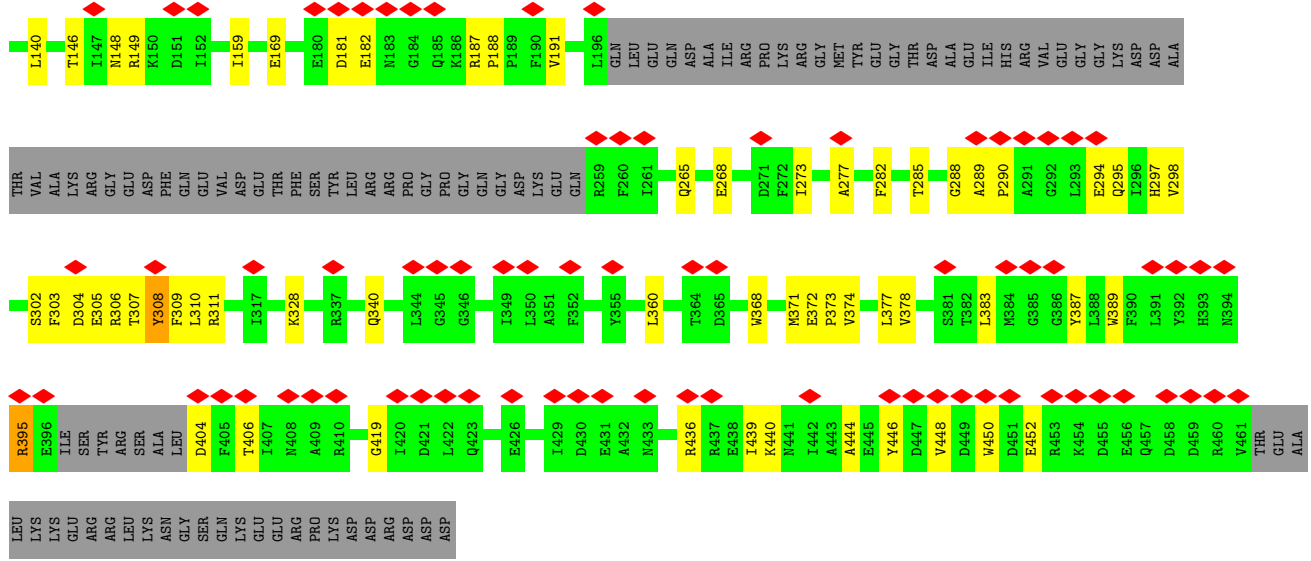 L140 T146 I147 N148 R149 K150 D151 I152 I159 E169 E180 D181 E182 N183 G184 Q185 K186 R187 P188 P189 F190 V191 L196 GLN LEU GLU GLN ASP ALA ILE ARG PRO LYS ARG GLY MET TYR GLU GLY THR ASP ALA GLU ILE HIS ARG VAL GLU GLY GLY LYS ASP ASP ALA
THR VAL ALA LYS ARG GLY GLU ASP PHE GLN GLU VAL ASP GLU THR PHE SER TYR LEU ARG ARG PRO GLY PRO GLY GLN GLY ASP LYS GLU GLN R259 F260 I261 Q265 E268 D271 F272 I273 A277 F282 T285 G288 A289 P290 A291 G292 L293 E294 Q295 I296 H297 V298
S302 F303 D304 E305 R306 T307 Y308 F309 L310 R311 I317 K328 R337 Q340 L344 G345 G346 I349 L350 A351 F352 Y355 L360 T364 D365 W368 M371 E372 P373 V374 L377 V378 S381 T382 L383 M384 G385 G386 Y387 L388 W389 F390 L391 Y392 H393 N394
R395 E396 ILE SER TYR ARG SER ALA LEU D404 F405 T406 I407 N408 A409 R410 G419 I420 D421 L422 Q423 E426 I429 D430 E431 A432 N433 R436 R437 E438 I439 K440 N441 I442 A443 A444 E445 Y446 D447 V448 D449 W450 D451 E452 R453 K454 D455 E456 Q457 D458 D459 R460 V461 THR GLU ALA
LEU LYS LYS GLU ARG ARG LEU LYS ASN GLY SER GLN LYS GLU GLU ARG PRO LYS ASP ASP ARG ASP ASP ASP